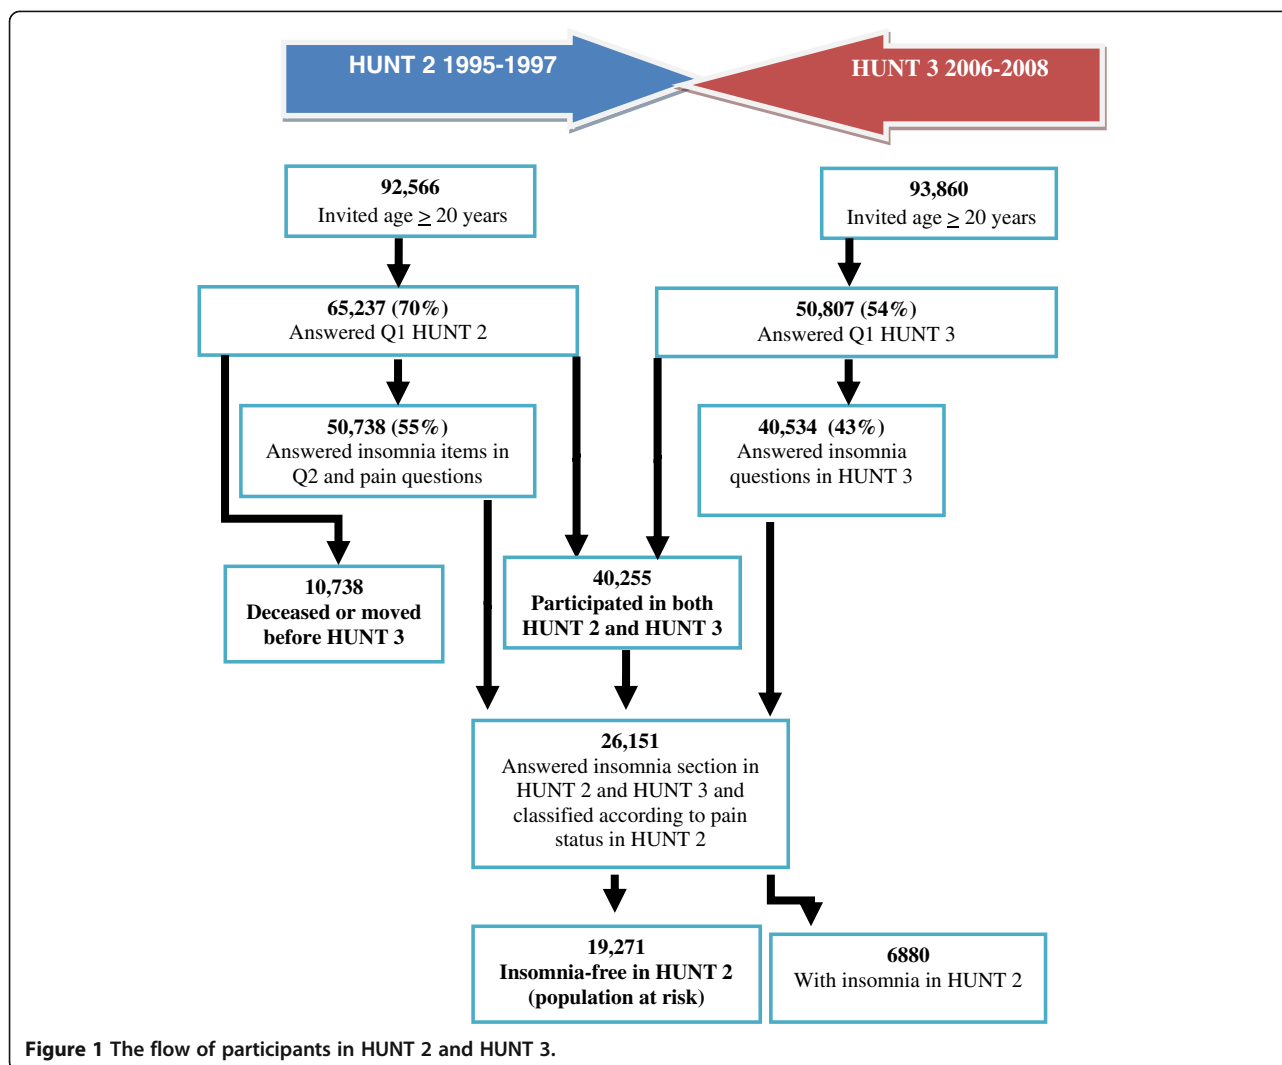 HUNT 2 1995-1997
HUNT 3 2006-2008
92,566
Invited age ≥ 20 years
93,860
Invited age ≥ 20 years
65,237 (70%)
Answered Q1 HUNT 2
50,807 (54%)
Answered Q1 HUNT 3
50,738 (55%)
Answered insomnia items in
Q2 and pain questions
40,534 (43%)
Answered insomnia
questions in HUNT 3
10,738
Deceased or moved
before HUNT 3
40,255
Participated in both
HUNT 2 and HUNT 3
26,151
Answered insomnia section in
HUNT 2 and HUNT 3 and
classified according to pain
status in HUNT 2
19,271
Insomnia-free in HUNT 2
(population at risk)
6880
With insomnia in HUNT 2
Figure 1 The flow of participants in HUNT 2 and HUNT 3.